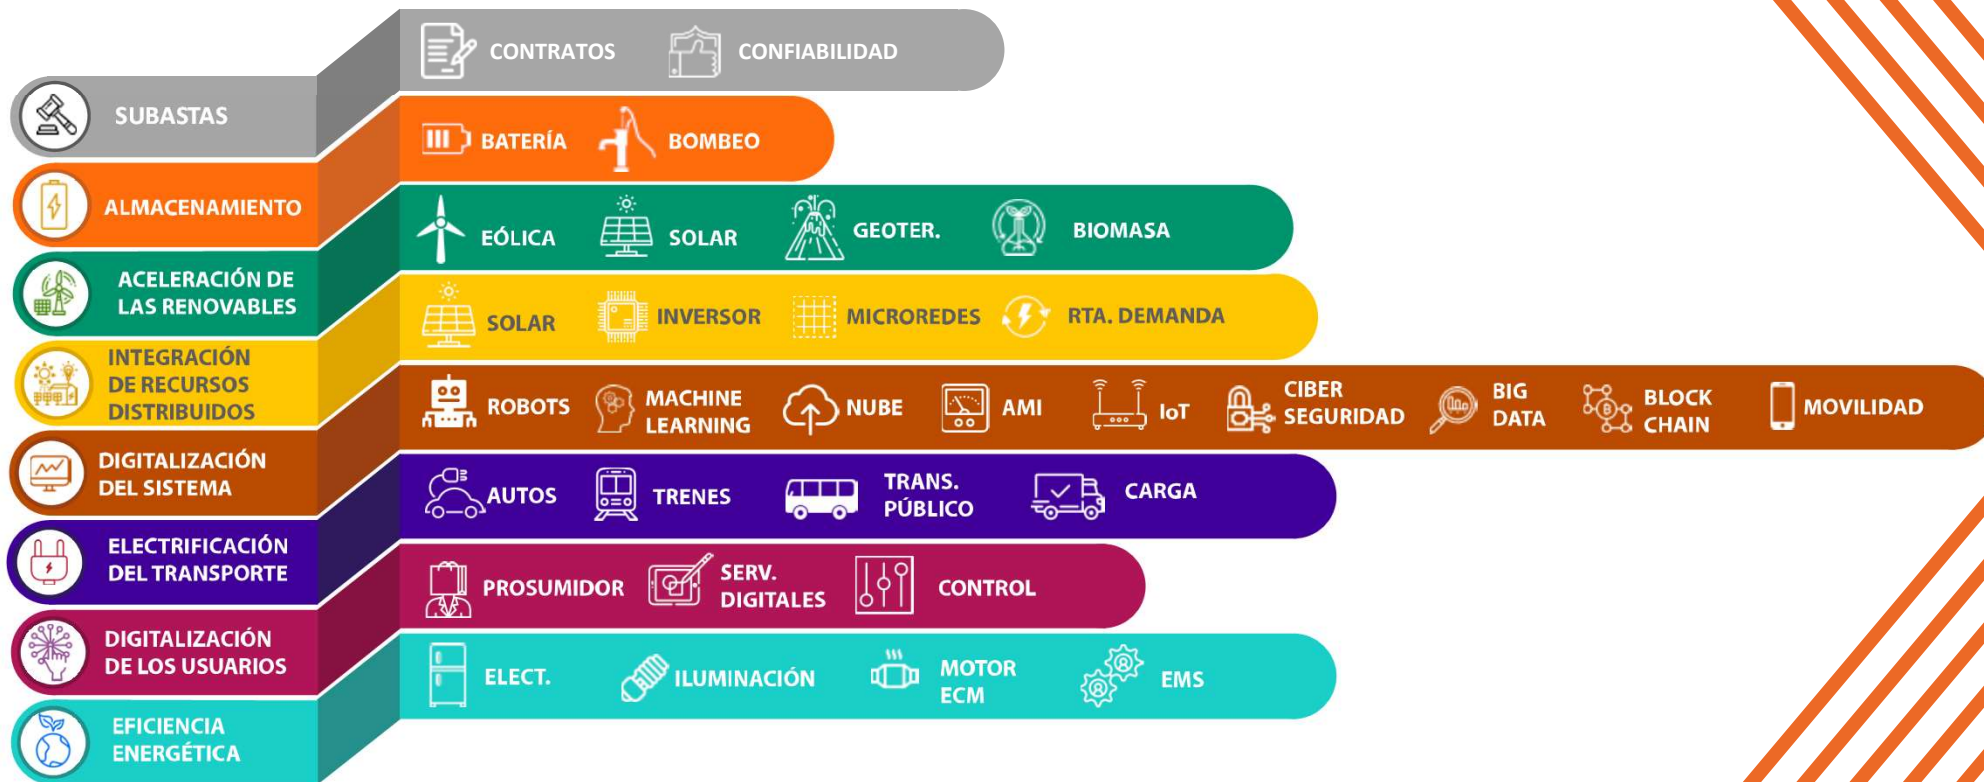 SUBASTAS
CONTRATOS
CONFIABILIDAD
ALMACENAMIENTO
BATERÍA
BOMBEO
ACELERACIÓN DE
LAS RENOVABLES
EÓLICA
SOLAR
GEOTER.
BIOMASA
INTEGRACIÓN
DE RECURSOS
DISTRIBUIDOS
SOLAR
INVERSOR
MICROREDES
RTA. DEMANDA
DIGITALIZACIÓN
DEL SISTEMA
ROBOTS
MACHINE
LEARNING
NUBE
AMI
IoT
CIBER
SEGURIDAD
BIG
DATA
BLOCK
CHAIN
MOVILIDAD
ELECTRIFICACIÓN
DEL TRANSPORTE
AUTOS
TRENES
TRANS.
PÚBLICO
CARGA
DIGITALIZACIÓN
DE LOS USUARIOS
PROSUMIDOR
SERV.
DIGITALES
CONTROL
EFICIENCIA
ENERGÉTICA
ELECT.
ILUMINACIÓN
MOTOR
ECM
EMS